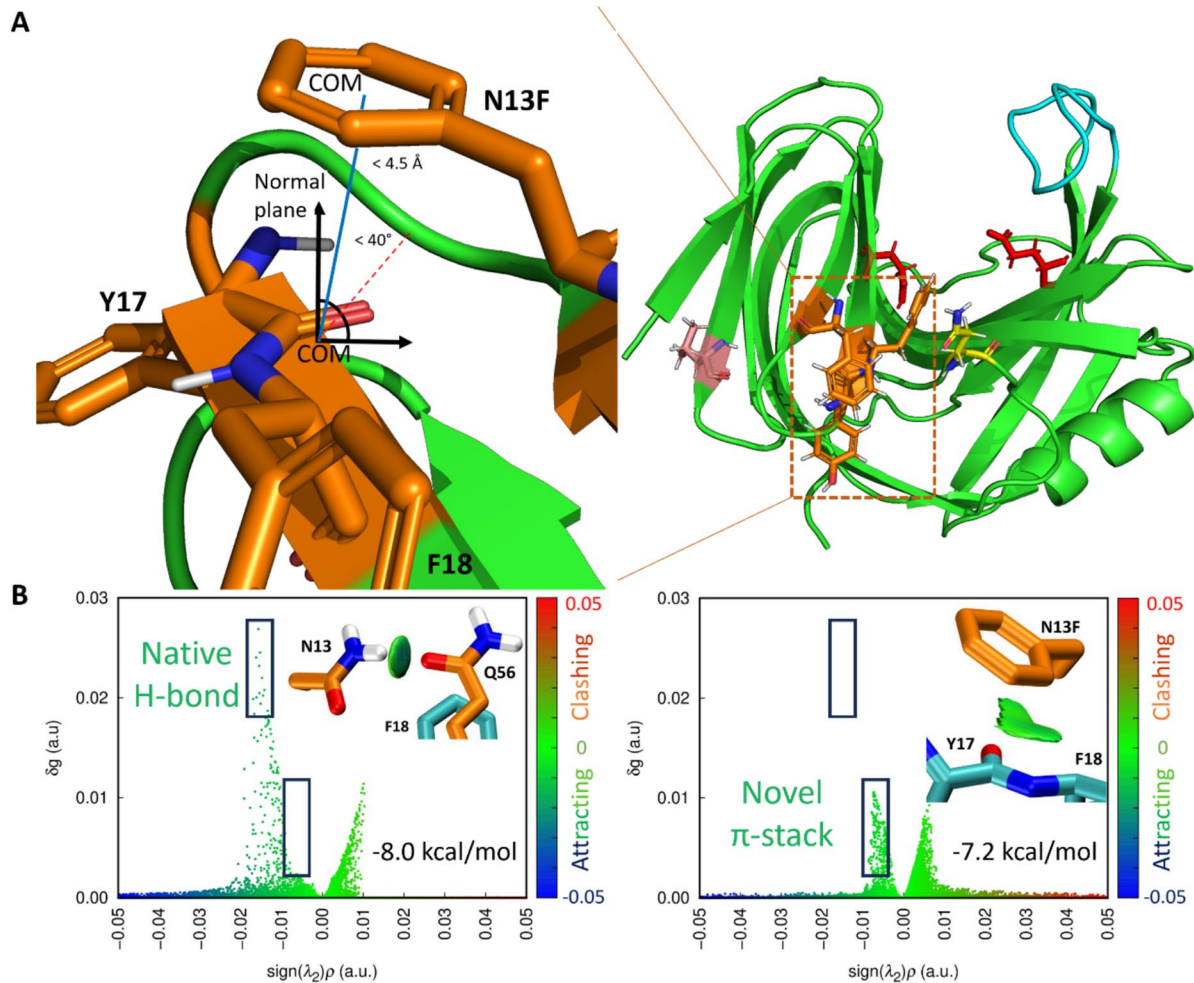 A
COM
N13F
< 4.5 Å
Normal
plane
< 40°
Y17
COM
F18
B
0.03
0.02
0.01
0.00
δg (a.u)
Native
H-bond
N13
Q56
F18
-8.0 kcal/mol
−0.05
−0.04
−0.03
−0.02
−0.01
0.00
0.01
0.02
0.03
0.04
0.05
sign(λ₂)ρ (a.u.)
0.05
Clashing
0
Attracting
-0.05
0.03
0.02
0.01
0.00
δg (a.u)
N13F
Y17
F18
Novel
π-stack
-7.2 kcal/mol
−0.05
−0.04
−0.03
−0.02
−0.01
0.00
0.01
0.02
0.03
0.04
0.05
sign(λ₂)ρ (a.u.)
0.05
Clashing
0
Attracting
-0.05